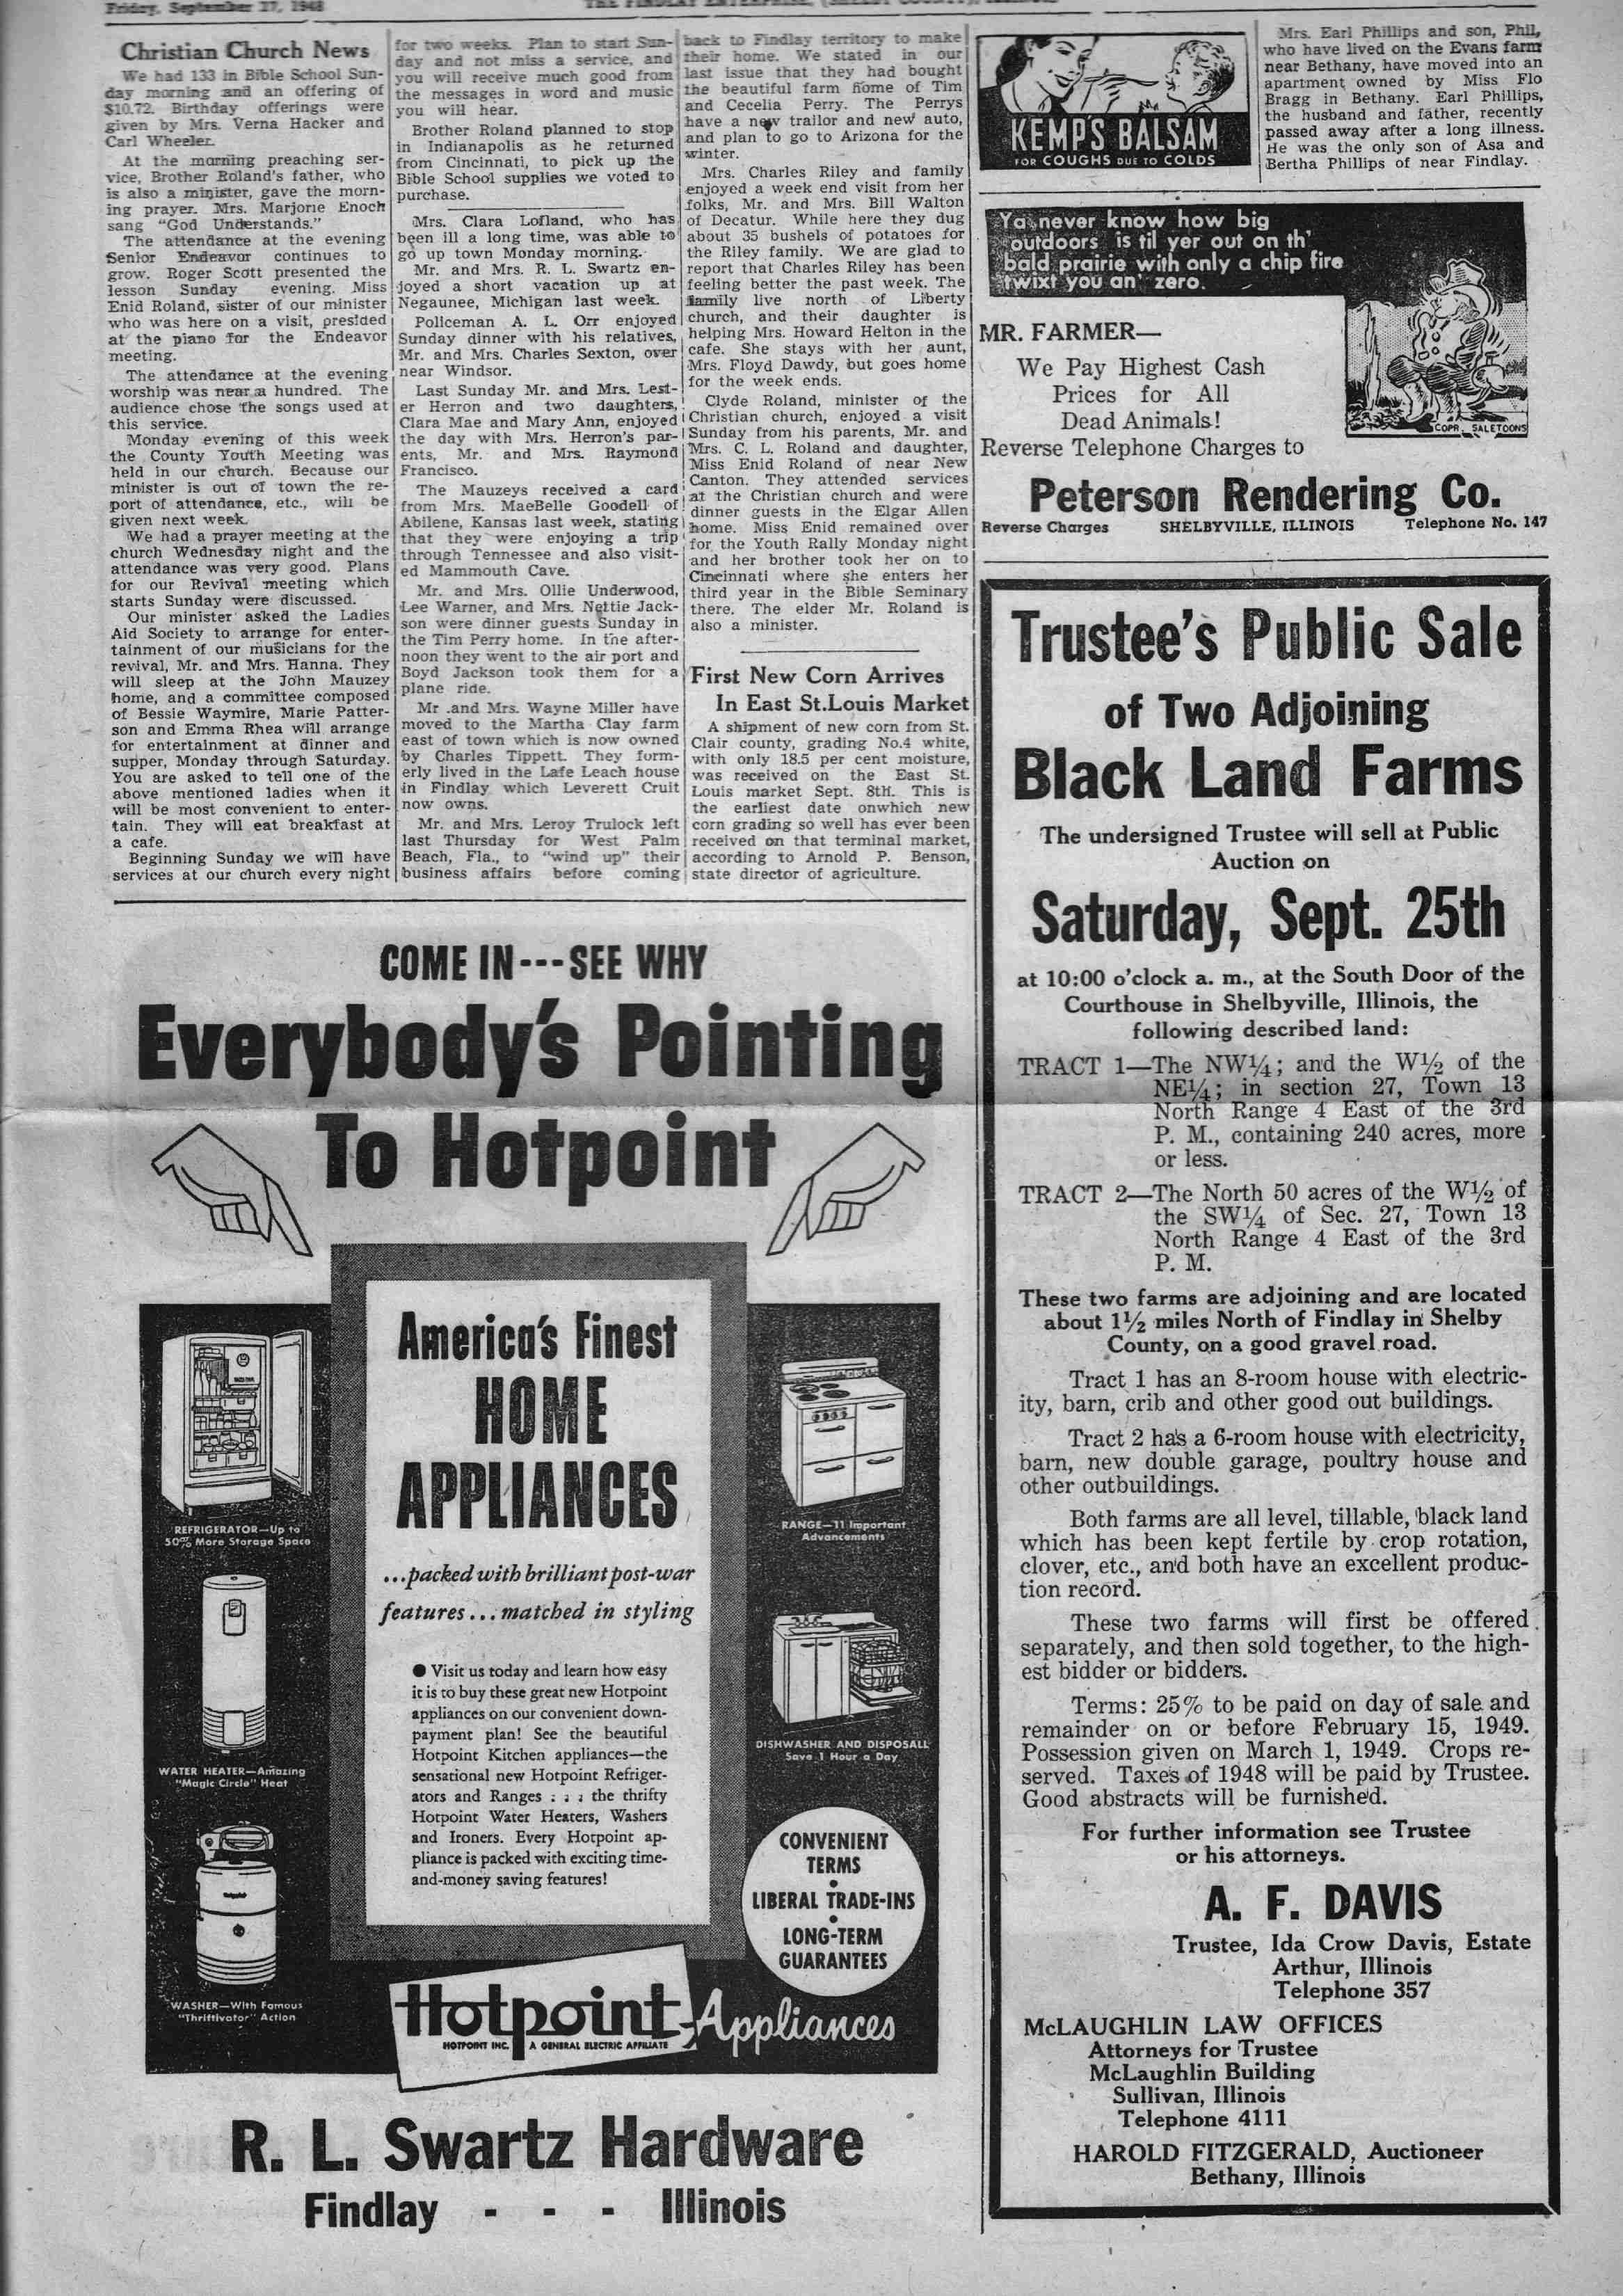 Friday, September 17, 1948
THE FINDLAY ENTERPRISE, (SHELBY COUNTY), ILLINOIS
Christian Church News
We had 133 in Bible School Sun-
day morning and an offering of
$10.72. Birthday offerings were
given by Mrs. Verna Hacker and
Carl Wheeler.
At the morning preaching ser-
vice, Brother Roland's father, who
is also a minister, gave the morn-
ing prayer. Mrs. Marjorie Enoch
sang "God Understands."
The attendance at the evening
Senior Endeavor continues to
grow. Roger Scott presented the
lesson Sunday evening. Miss
Enid Roland, sister of our minister
who was here on a visit, presided
at the piano for the Endeavor
meeting.
The attendance at the evening
worship was near a hundred. The
audience chose the songs used at
this service.
Monday evening of this week
the County Youth Meeting was
held in our church. Because our
minister is out of town the re-
port of attendance, etc., will be
given next week.
We had a prayer meeting at the
church Wednesday night and the
attendance was very good. Plans
for our Revival meeting which
starts Sunday were discussed.
Our minister asked the Ladies
Aid Society to arrange for enter-
tainment of our musicians for the
revival, Mr. and Mrs. Hanna. They
will sleep at the John Mauzey
home, and a committee composed
of Bessie Waymire, Marie Patter-
son and Emma Rhea will arrange
for entertainment at dinner and
supper, Monday through Saturday.
You are asked to tell one of the
above mentioned ladies when it
will be most convenient to enter-
tain. They will eat breakfast at
a cafe.
Beginning Sunday we will have
services at our church every night
for two weeks. Plan to start Sun-
day and not miss a service, and
you will receive much good from
the messages in word and music
you will hear.
Brother Roland planned to stop
in Indianapolis as he returned
from Cincinnati, to pick up the
Bible School supplies we voted to
purchase.
Mrs. Clara Lofland, who has
been ill a long time, was able to
go up town Monday morning.
Mr. and Mrs. R. L. Swartz en-
joyed a short vacation up at
Negaunee, Michigan last week.
Policeman A. L. Orr enjoyed
Sunday dinner with his relatives,
Mr. and Mrs. Charles Sexton, over
near Windsor.
Last Sunday Mr. and Mrs. Lest-
er Herron and two daughters,
Clara Mae and Mary Ann, enjoyed
the day with Mrs. Herron's par-
ents, Mr. and Mrs. Raymond
Francisco.
The Mauzeys received a card
from Mrs. MaeBelle Goodell of
Abilene, Kansas last week, stating
that they were enjoying a trip
through Tennessee and also visit-
ed Mammouth Cave.
Mr. and Mrs. Ollie Underwood,
Lee Warner, and Mrs. Nettie Jack-
son were dinner guests Sunday in
the Tim Perry home. In the after-
noon they went to the air port and
Boyd Jackson took them for a
plane ride.
Mr .and Mrs. Wayne Miller have
moved to the Martha Clay farm
east of town which is now owned
by Charles Tippett. They form-
erly lived in the Lafe Leach house
in Findlay which Leverett Cruit
now owns.
Mr. and Mrs. Leroy Trulock left
last Thursday for West Palm
Beach, Fla., to "wind up" their
business affairs before coming
back to Findlay territory to make
their home. We stated in our
last issue that they had bought
the beautiful farm home of Tim
and Cecelia Perry. The Perrys
have a new trailor and new auto,
and plan to go to Arizona for the
winter.
Mrs. Charles Riley and family
enjoyed a week end visit from her
folks, Mr. and Mrs. Bill Walton
of Decatur. While here they dug
about 35 bushels of potatoes for
the Riley family. We are glad to
report that Charles Riley has been
feeling better the past week. The
family live north of Liberty
church, and their daughter is
helping Mrs. Howard Helton in the
cafe. She stays with her aunt,
Mrs. Floyd Dawdy, but goes home
for the week ends.
Clyde Roland, minister of the
Christian church, enjoyed a visit
Sunday from his parents, Mr. and
Mrs. C. L. Roland and daughter,
Miss Enid Roland of near New
Canton. They attended services
at the Christian church and were
dinner guests in the Elgar Allen
home. Miss Enid remained over
for the Youth Rally Monday night
and her brother took her on to
Cincinnati where she enters her
third year in the Bible Seminary
there. The elder Mr. Roland is
also a minister.
First New Corn Arrives
In East St.Louis Market
A shipment of new corn from St.
Clair county, grading No.4 white,
with only 18.5 per cent moisture,
was received on the East St.
Louis market Sept. 8tH. This is
the earliest date onwhich new
corn grading so well has ever been
received on that terminal market,
according to Arnold P. Benson,
state director of agriculture.
KEMP'S BALSAM
FOR COUGHS DUE TO COLDS
Mrs. Earl Phillips and son, Phil,
who have lived on the Evans farm
near Bethany, have moved into an
apartment owned by Miss Flo
Bragg in Bethany. Earl Phillips,
the husband and father, recently
passed away after a long illness.
He was the only son of Asa and
Bertha Phillips of near Findlay.
Ya never know how big
outdoors is til yer out on th'
bald prairie with only a chip fire
twixt you an' zero.
COPR. SALETOONS
MR. FARMER—
We Pay Highest Cash
Prices for All
Dead Animals!
Reverse Telephone Charges to
Peterson Rendering Co.
Reverse Charges SHELBYVILLE, ILLINOIS Telephone No. 147
Trustee's Public Sale
of Two Adjoining
Black Land Farms
The undersigned Trustee will sell at Public
Auction on
Saturday, Sept. 25th
at 10:00 o'clock a. m., at the South Door of the
Courthouse in Shelbyville, Illinois, the
following described land:
TRACT 1—The NW¼; and the W½ of the
NE¼; in section 27, Town 13
North Range 4 East of the 3rd
P. M., containing 240 acres, more
or less.
TRACT 2—The North 50 acres of the W½ of
the SW¼ of Sec. 27, Town 13
North Range 4 East of the 3rd
P. M.
These two farms are adjoining and are located
about 1½ miles North of Findlay in Shelby
County, on a good gravel road.
Tract 1 has an 8-room house with electric-
ity, barn, crib and other good out buildings.
Tract 2 has a 6-room house with electricity,
barn, new double garage, poultry house and
other outbuildings.
Both farms are all level, tillable, black land
which has been kept fertile by crop rotation,
clover, etc., and both have an excellent produc-
tion record.
These two farms will first be offered
separately, and then sold together, to the high-
est bidder or bidders.
Terms: 25% to be paid on day of sale and
remainder on or before February 15, 1949.
Possession given on March 1, 1949. Crops re-
served. Taxes of 1948 will be paid by Trustee.
Good abstracts will be furnished.
For further information see Trustee
or his attorneys.
A. F. DAVIS
Trustee, Ida Crow Davis, Estate
Arthur, Illinois
Telephone 357
McLAUGHLIN LAW OFFICES
Attorneys for Trustee
McLaughlin Building
Sullivan, Illinois
Telephone 4111
HAROLD FITZGERALD, Auctioneer
Bethany, Illinois
COME IN---SEE WHY
Everybody's Pointing
To Hotpoint
America's Finest
HOME
APPLIANCES
...packed with brilliant post-war
features...matched in styling
● Visit us today and learn how easy
it is to buy these great new Hotpoint
appliances on our convenient down-
payment plan! See the beautiful
Hotpoint Kitchen appliances—the
sensational new Hotpoint Refriger-
ators and Ranges : : : the thrifty
Hotpoint Water Heaters, Washers
and Ironers. Every Hotpoint ap-
pliance is packed with exciting time-
and-money saving features!
REFRIGERATOR—Up to
50% More Storage Space
WATER HEATER—Amazing
"Magic Circle" Heat
WASHER—With Famous
"Thriftivator" Action
RANGE—11 Important
Advancements
DISHWASHER AND DISPOSALL
Save 1 Hour a Day
CONVENIENT
TERMS
•
LIBERAL TRADE-INS
•
LONG-TERM
GUARANTEES
Hotpoint Appliances
HOTPOINT INC. A GENERAL ELECTRIC AFFILIATE
R. L. Swartz Hardware
Findlay - - - Illinois